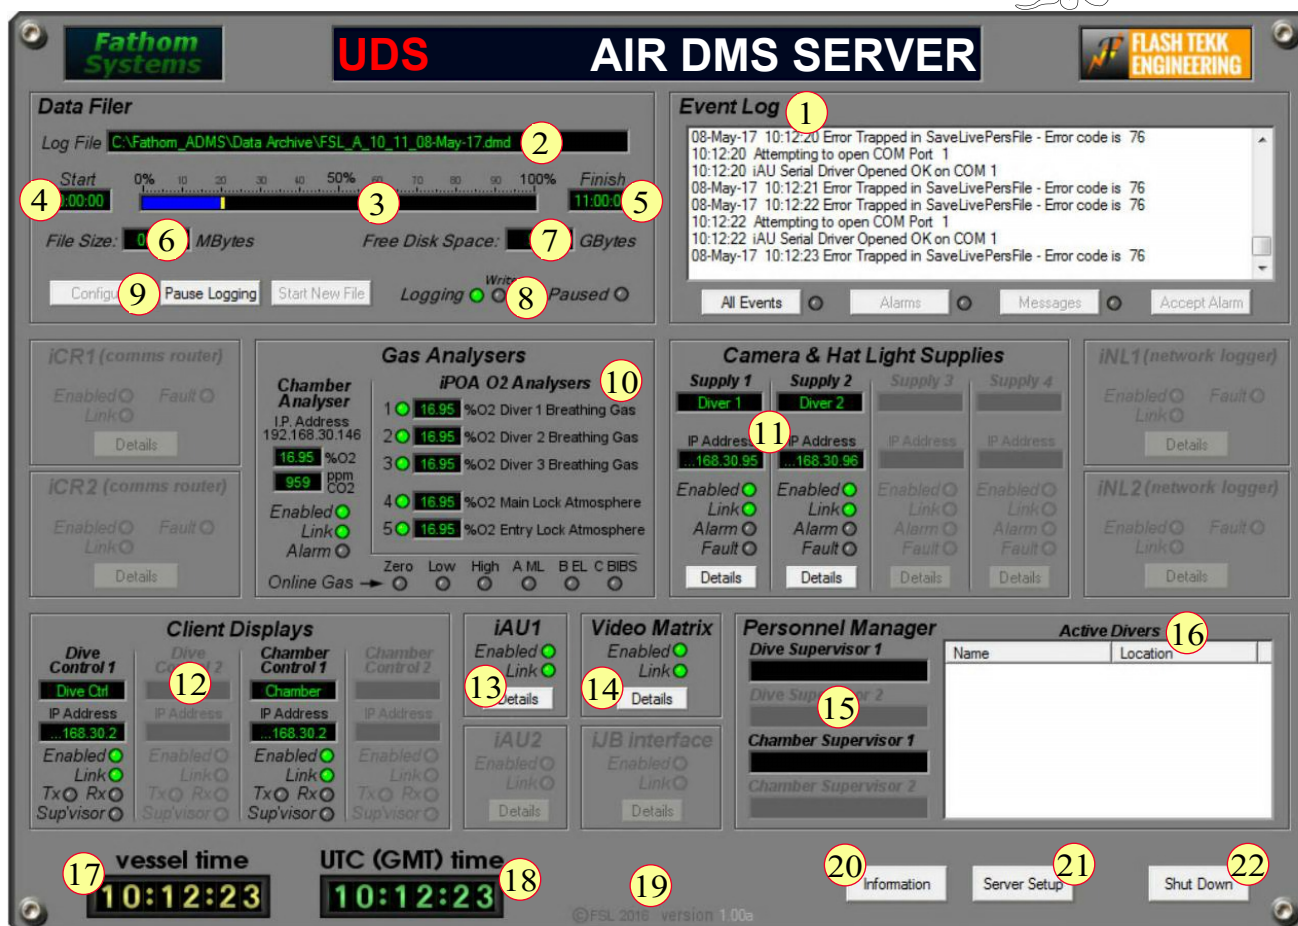 Fathom Systems
UDS AIR DMS SERVER
FLASH TEKK ENGINEERING
Data Filer
Log File C:\Fathom_ADMS\Data Archive\FSL_A_10_11_08-May-17.dmd 2
Start 0% 10 20 30 40 50% 60 70 80 90 100% Finish
4 3 11:00:0 5
File Size: 6 MBytes Free Disk Space: 7 GBytes
9 Pause Logging Start New File Logging 8 Paused
Event Log 1
08-May-17 10:12:20 Error Trapped in SaveLivePersFile - Error code is 76
10:12:20 Attempting to open COM Port 1
10:12:20 iAU Serial Driver Opened OK on COM 1
08-May-17 10:12:21 Error Trapped in SaveLivePersFile - Error code is 76
08-May-17 10:12:22 Error Trapped in SaveLivePersFile - Error code is 76
10:12:22 Attempting to open COM Port 1
10:12:22 iAU Serial Driver Opened OK on COM 1
08-May-17 10:12:23 Error Trapped in SaveLivePersFile - Error code is 76
All Events Alarms Messages Accept Alarm
iCR1 (comms router)
Enabled Fault
Link
Details
iCR2 (comms router)
Enabled Fault
Link
Details
Gas Analysers
Chamber Analyser
I.P. Address
192.168.30.146
16.95 %O2
959 ppm CO2
Enabled
Link
Alarm
iPOA O2 Analysers 10
1 16.95 %O2 Diver 1 Breathing Gas
2 16.95 %O2 Diver 2 Breathing Gas
3 16.95 %O2 Diver 3 Breathing Gas
4 16.95 %O2 Main Lock Atmosphere
5 16.95 %O2 Entry Lock Atmosphere
Zero Low High A ML B EL C BIBS
Online Gas
Camera & Hat Light Supplies
Supply 1 Supply 2 Supply 3 Supply 4
Diver 1 Diver 2
11
IP Address IP Address IP Address IP Address
...168.30.95 ...168.30.96
Enabled Enabled Enabled Enabled
Link Link Link Link
Alarm Alarm Alarm Alarm
Fault Fault Fault Fault
Details Details Details Details
iNL1 (network logger)
Enabled Fault
Link
Details
iNL2 (network logger)
Enabled Fault
Link
Details
Client Displays
Dive Control 1 Dive Control 2 Chamber Control 1 Chamber Control 2
Dive Ctrl 12 Chamber
IP Address IP Address IP Address IP Address
...168.30.2 ...168.30.2
Enabled Enabled Enabled Enabled
Link Link Link Link
Tx Rx Tx Rx Tx Rx Tx Rx
Sup'visor Sup'visor Sup'visor Sup'visor
iAU1
Enabled
Link
13 Details
iAU2
Enabled
Link
Details
Video Matrix
Enabled
Link
14 Details
iJB interface
Enabled
Link
Details
Personnel Manager
Dive Supervisor 1
Dive Supervisor 2
15
Chamber Supervisor 1
Chamber Supervisor 2
Active Divers 16
Name Location
vessel time UTC (GMT) time
17 10:12:23 10:12:23 18
19
©FSL 2016 version 1.00a
20 Information Server Setup 21 Shut Down 22